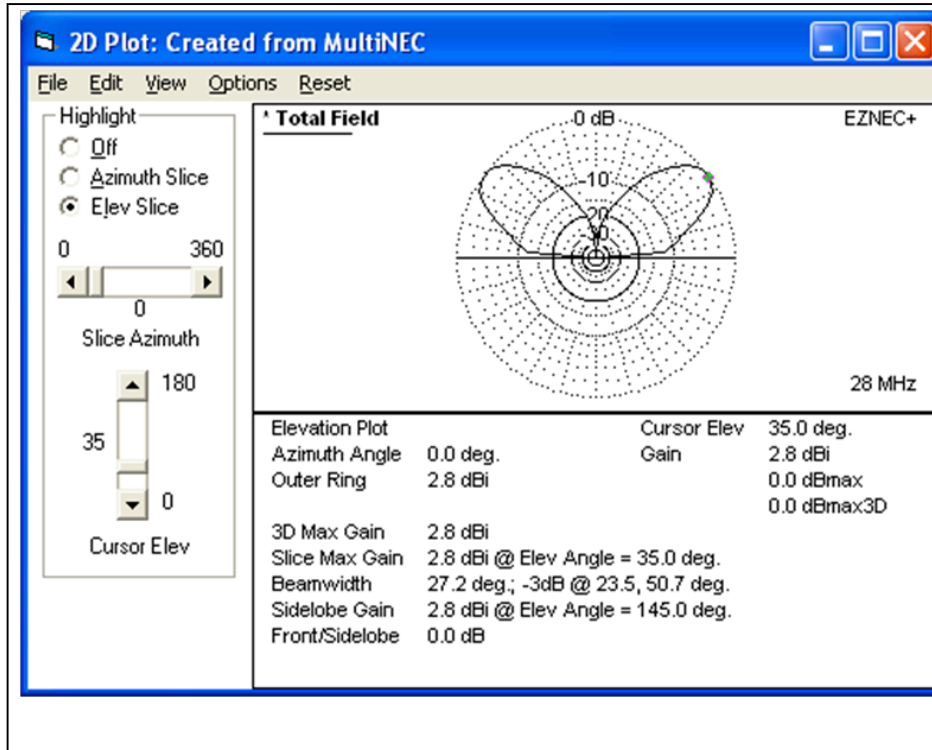 2D Plot: Created from MultiNEC
File Edit View Options Reset
Highlight
Off
Azimuth Slice
Elev Slice
0 360
0
Slice Azimuth
180
35
0
Cursor Elev
* Total Field
0 dB
EZNEC+
-10
-20
-30
28 MHz
Elevation Plot Cursor Elev 35.0 deg.
Azimuth Angle 0.0 deg. Gain 2.8 dBi
Outer Ring 2.8 dBi 0.0 dBmax
0.0 dBmax3D
3D Max Gain 2.8 dBi
Slice Max Gain 2.8 dBi @ Elev Angle = 35.0 deg.
Beamwidth 27.2 deg.; -3dB @ 23.5, 50.7 deg.
Sidelobe Gain 2.8 dBi @ Elev Angle = 145.0 deg.
Front/Sidelobe 0.0 dB